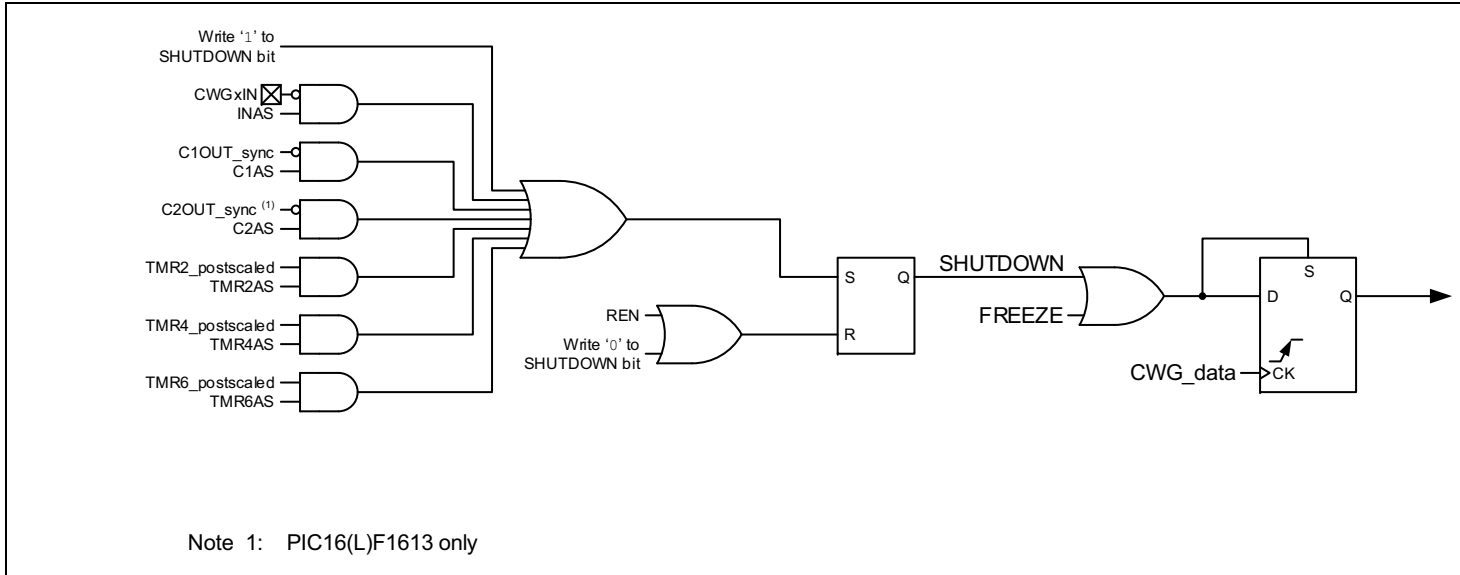 Write ‘1’ to
SHUTDOWN bit
CWGxIN
INAS
C1OUT_sync
C1AS
C2OUT_sync (1)
C2AS
TMR2_postscaled
TMR2AS
TMR4_postscaled
TMR4AS
TMR6_postscaled
TMR6AS
REN
Write ‘0’ to
SHUTDOWN bit
S
Q
R
SHUTDOWN
FREEZE
S
D
Q
CWG_data
CK
Note 1: PIC16(L)F1613 only